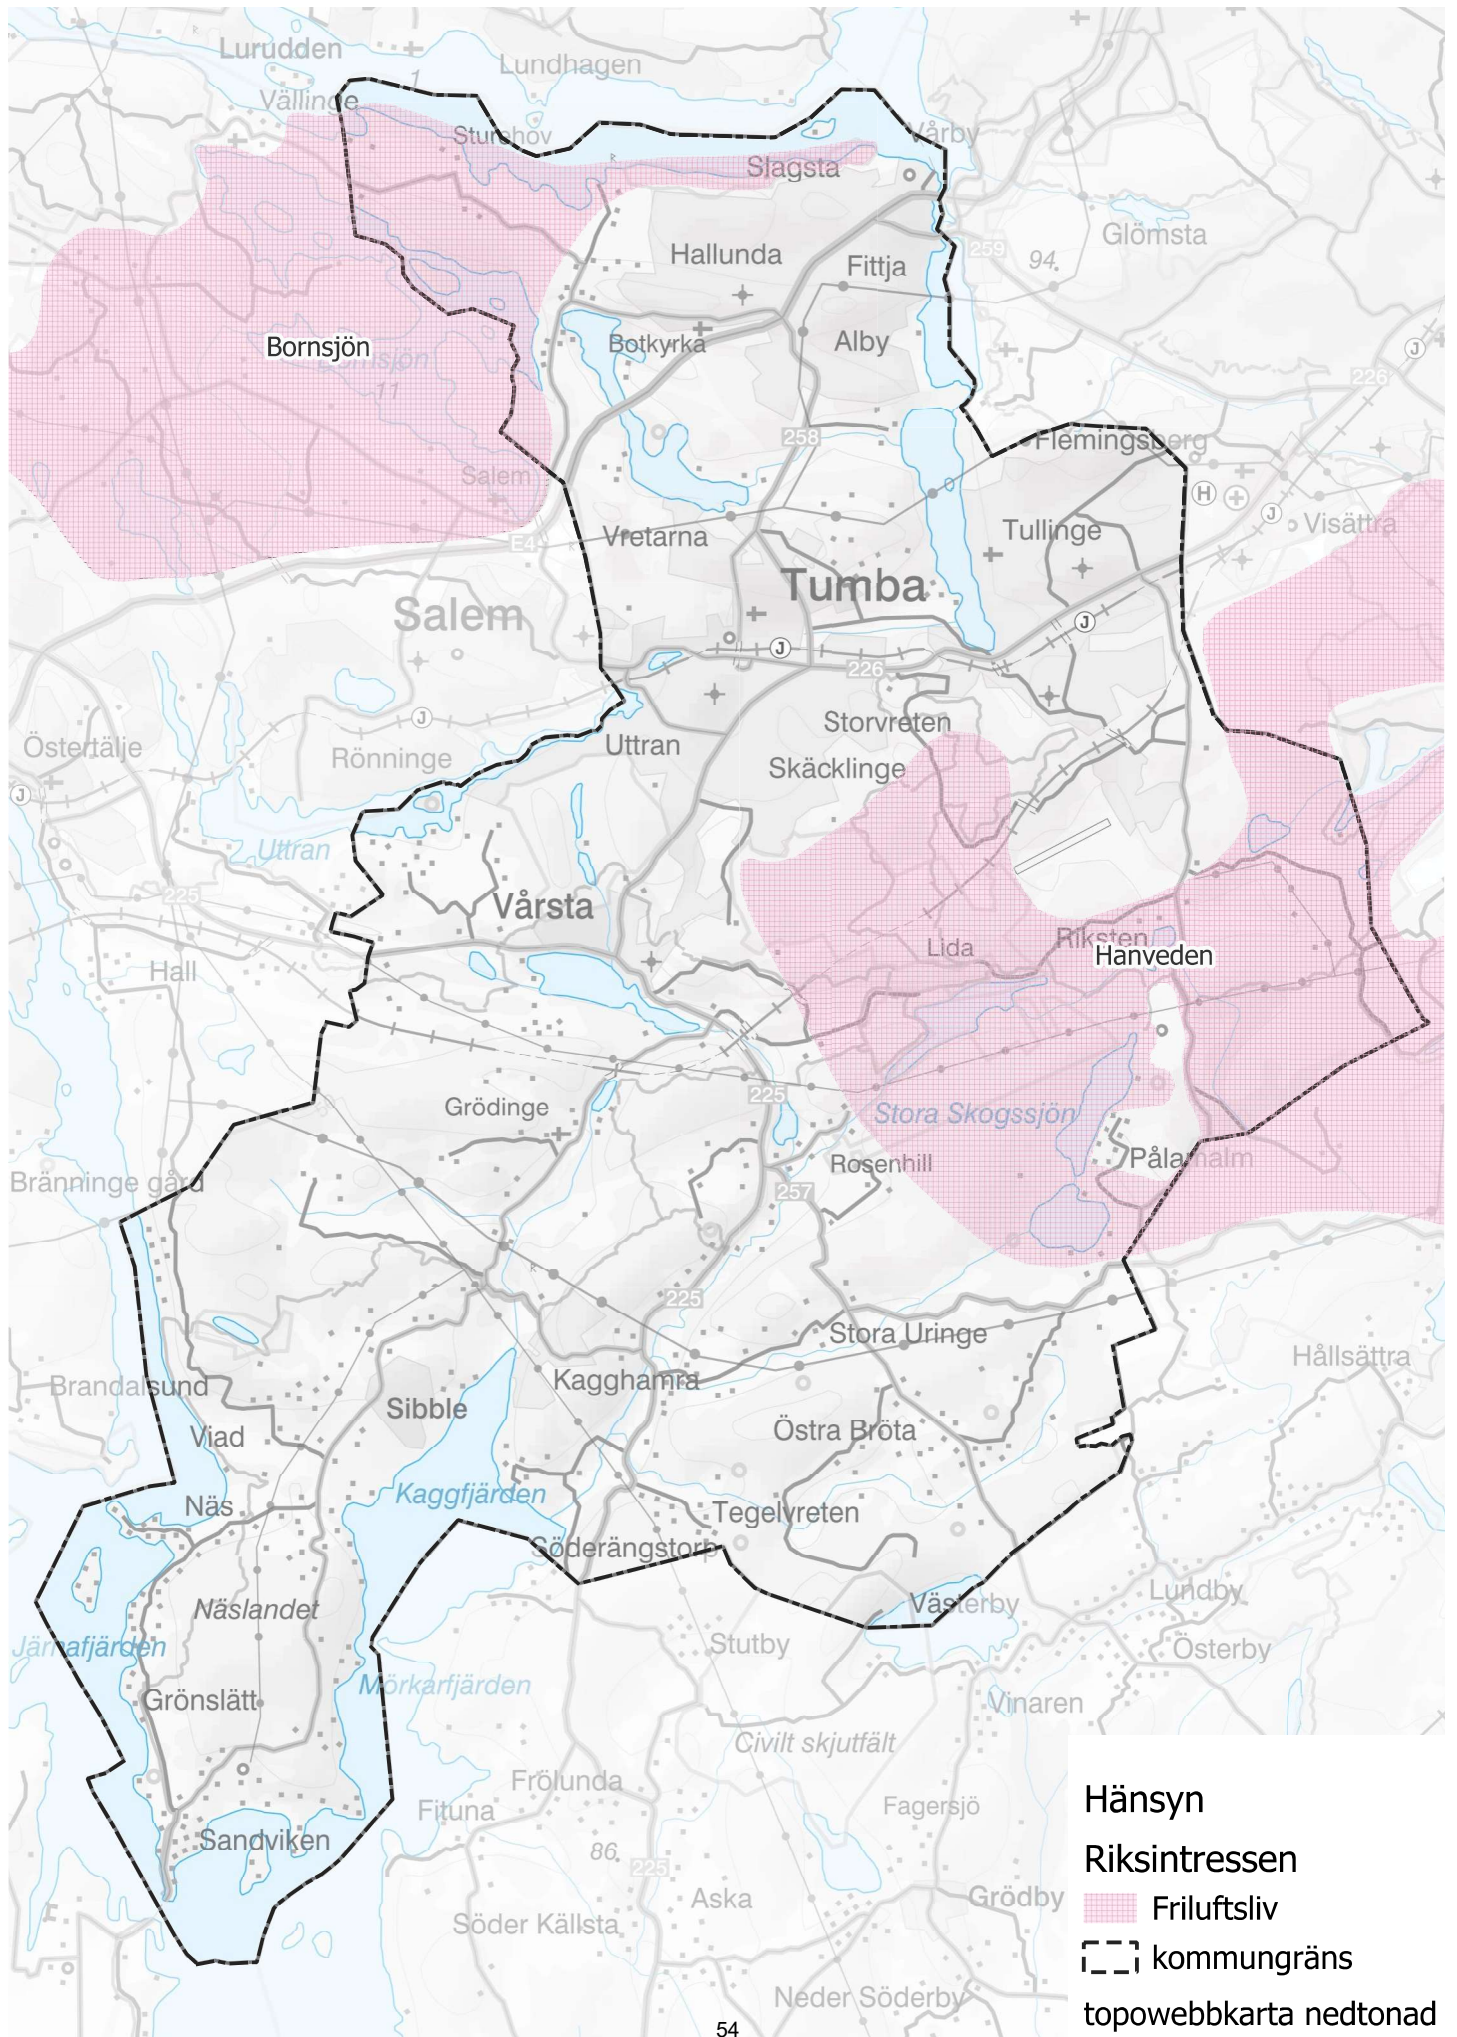 Lurudden
Lundhagen
1
Vällinge
Sturehov
Vårby
Slagsta
Glömsta
259
94
Hallunda
Fittja
Botkyrka
Alby
Bornsjön
Bornsjön
11
J
226
258
Flemingsberg
Salem
H
J
Visättra
Vretarna
E4
Tullinge
Tumba
Salem
J
J
226
J
Storvreten
Östertälje
Rönninge
Uttran
Skäcklinge
J
Uttran
225
Vårsta
Lida
Riksten
Hanveden
Hall
Grödinge
225
Stora Skogssjön
Rosenhill
Pålamalm
Bränninge gård
257
225
Stora Uringe
Hållsättra
Brandalsund
Kagghamra
Sibble
Östra Bröta
Viad
Kaggfjärden
Näs
Tegelvreten
Söderängstorp
Näslandet
Västerby
Lundby
Järnafjärden
Stutby
Österby
Mörkarfjärden
Grönslätt
Vinaren
Civilt skjutfält
Frölunda
Fituna
Fagersjö
Sandviken
86
225
Aska
Grödby
Söder Källsta
Neder Söderby
Hänsyn
Riksintressen
Friluftsliv
kommungräns
topowebbkarta nedtonad
54